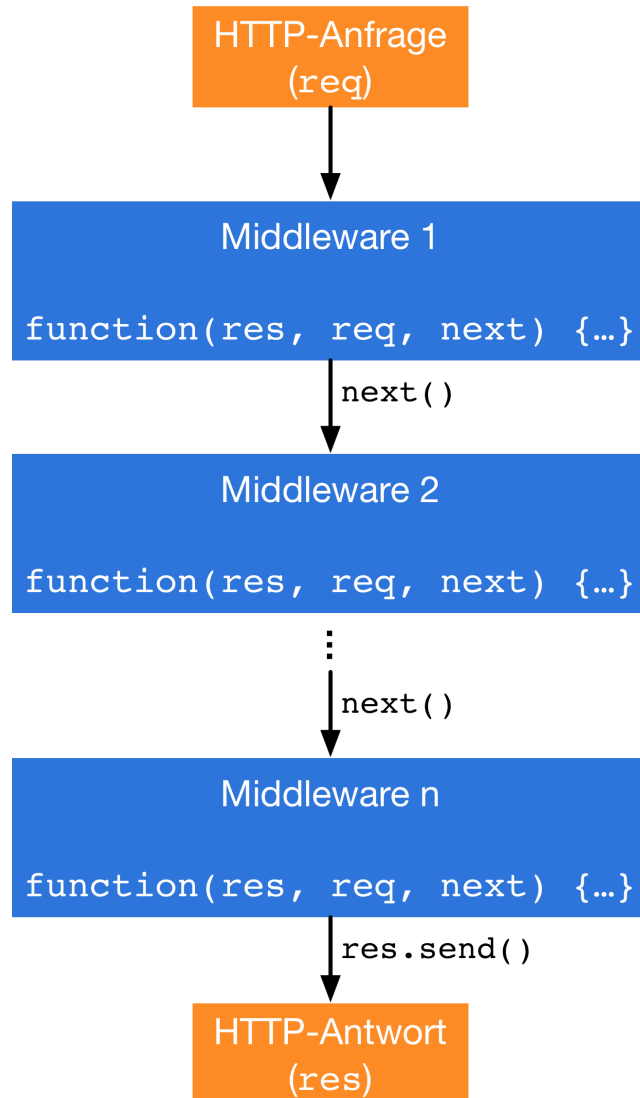 HTTP-Anfrage
(req)
Middleware 1
function(res, req, next) {…}
next()
Middleware 2
function(res, req, next) {…}
⋮
next()
Middleware n
function(res, req, next) {…}
res.send()
HTTP-Antwort
(res)